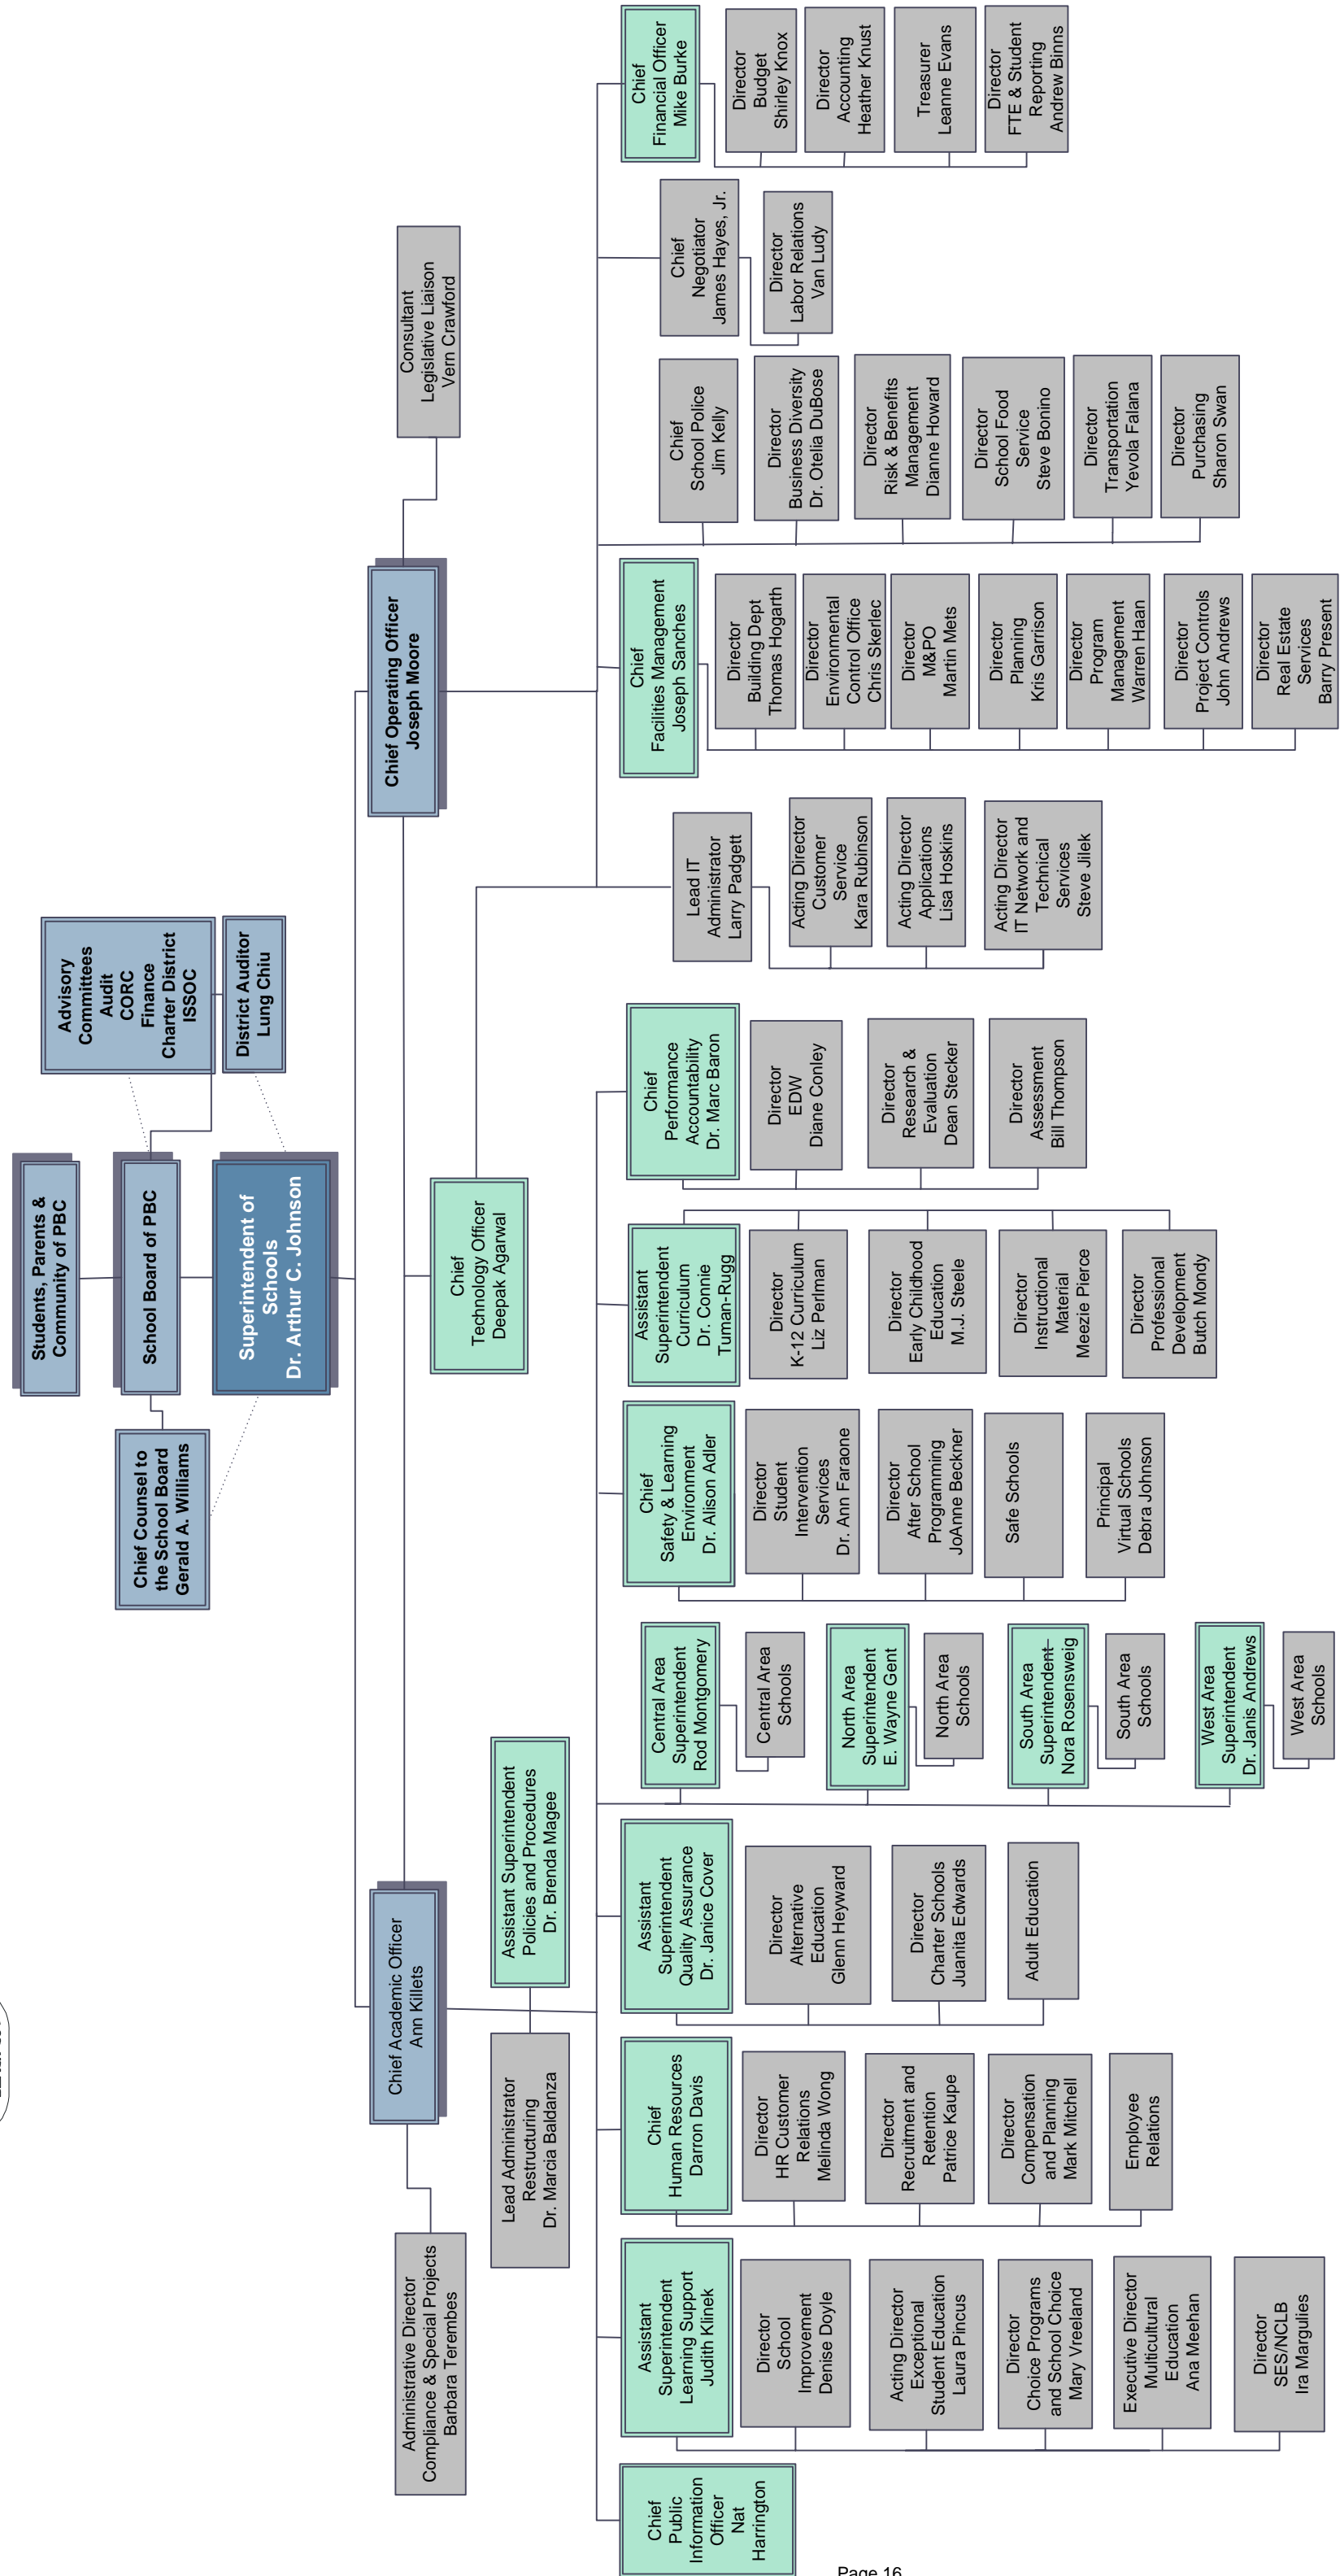 Students, Parents &
Community of PBC
School Board of PBC
Advisory
Committees
Audit
CORC
Finance
Charter District
ISSOC
District Auditor
Lung Chiu
Chief Counsel to
the School Board
Gerald A. Williams
Superintendent of
Schools
Dr. Arthur C. Johnson
Chief Academic Officer
Ann Killets
Chief Operating Officer
Joseph Moore
Administrative Director
Compliance & Special Projects
Barbara Terembes
Consultant
Legislative Liaison
Vern Crawford
Chief
Technology Officer
Deepak Agarwal
Lead Administrator
Restructuring
Dr. Marcia Baldanza
Assistant Superintendent
Policies and Procedures
Dr. Brenda Magee
Chief
Public
Information
Officer
Nat
Harrington
Assistant
Superintendent
Learning Support
Judith Klinek
Director
School
Improvement
Denise Doyle
Acting Director
Exceptional
Student Education
Laura Pincus
Director
Choice Programs
and School Choice
Mary Vreeland
Executive Director
Multicultural
Education
Ana Meehan
Director
SES/NCLB
Ira Margulies
Chief
Human Resources
Darron Davis
Director
HR Customer
Relations
Melinda Wong
Director
Recruitment and
Retention
Patrice Kaupe
Director
Compensation
and Planning
Mark Mitchell
Employee
Relations
Assistant
Superintendent
Quality Assurance
Dr. Janice Cover
Director
Alternative
Education
Glenn Heyward
Director
Charter Schools
Juanita Edwards
Adult Education
Central Area
Superintendent
Rod Montgomery
Central Area
Schools
North Area
Superintendent
E. Wayne Gent
North Area
Schools
South Area
Superintendent–
Nora Rosensweig
South Area
Schools
West Area
Superintendent
Dr. Janis Andrews
West Area
Schools
Chief
Safety & Learning
Environment
Dr. Alison Adler
Director
Student
Intervention
Services
Dr. Ann Faraone
Director
After School
Programming
JoAnne Beckner
Safe Schools
Principal
Virtual Schools
Debra Johnson
Assistant
Superintendent
Curriculum
Dr. Connie
Tuman-Rugg
Director
K-12 Curriculum
Liz Perlman
Director
Early Childhood
Education
M.J. Steele
Director
Instructional
Material
Meezie Pierce
Director
Professional
Development
Butch Mondy
Chief
Performance
Accountability
Dr. Marc Baron
Director
EDW
Diane Conley
Director
Research &
Evaluation
Dean Stecker
Director
Assessment
Bill Thompson
Lead IT
Administrator
Larry Padgett
Acting Director
Customer
Service
Kara Rubinson
Acting Director
Applications
Lisa Hoskins
Acting Director
IT Network and
Technical
Services
Steve Jilek
Chief
Facilities Management
Joseph Sanches
Director
Building Dept
Thomas Hogarth
Director
Environmental
Control Office
Chris Skerlec
Director
M&PO
Martin Mets
Director
Planning
Kris Garrison
Director
Program
Management
Warren Haan
Director
Project Controls
John Andrews
Director
Real Estate
Services
Barry Present
Chief
School Police
Jim Kelly
Director
Business Diversity
Dr. Otelia DuBose
Director
Risk & Benefits
Management
Dianne Howard
Director
School Food
Service
Steve Bonino
Director
Transportation
Yevola Falana
Director
Purchasing
Sharon Swan
Chief
Negotiator
James Hayes, Jr.
Director
Labor Relations
Van Ludy
Chief
Financial Officer
Mike Burke
Director
Budget
Shirley Knox
Director
Accounting
Heather Knust
Treasurer
Leanne Evans
Director
FTE & Student
Reporting
Andrew Binns
Page 16